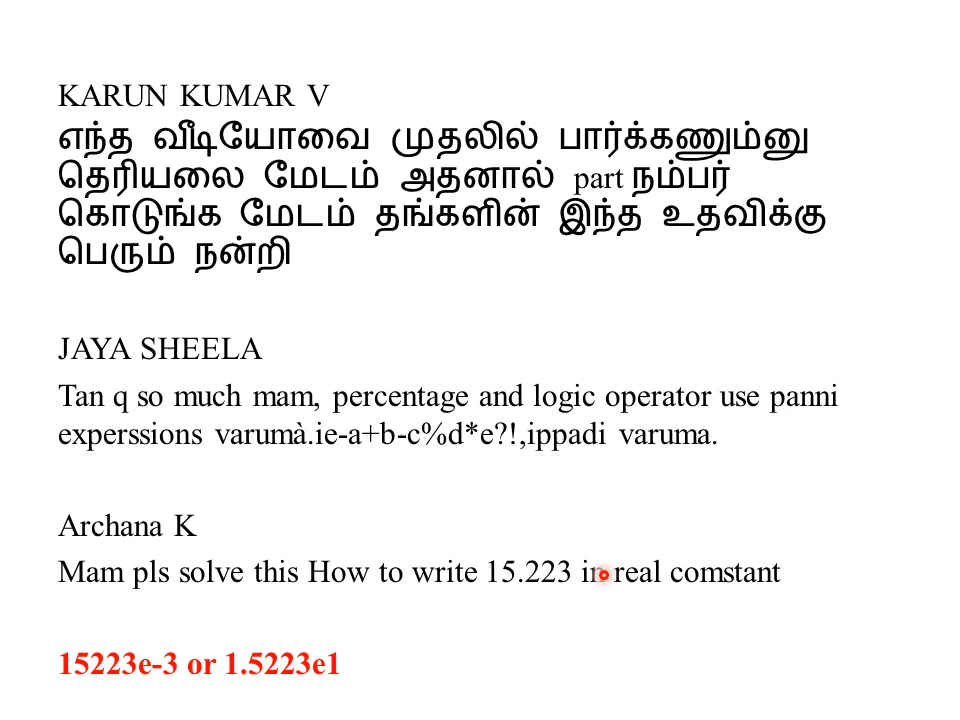 KARUN KUMAR V
எந்த வீடியோவை முதலில் பார்க்கணும்னு
தெரியலை மேடம் அதனால் part நம்பர்
கொடுங்க மேடம் தங்களின் இந்த உதவிக்கு
பெரும் நன்றி
JAYA SHEELA
Tan q so much mam, percentage and logic operator use panni
experssions varumà.ie-a+b-c%d*e?!,ippadi varuma.
Archana K
Mam pls solve this How to write 15.223 in real comstant
15223e-3 or 1.5223e1